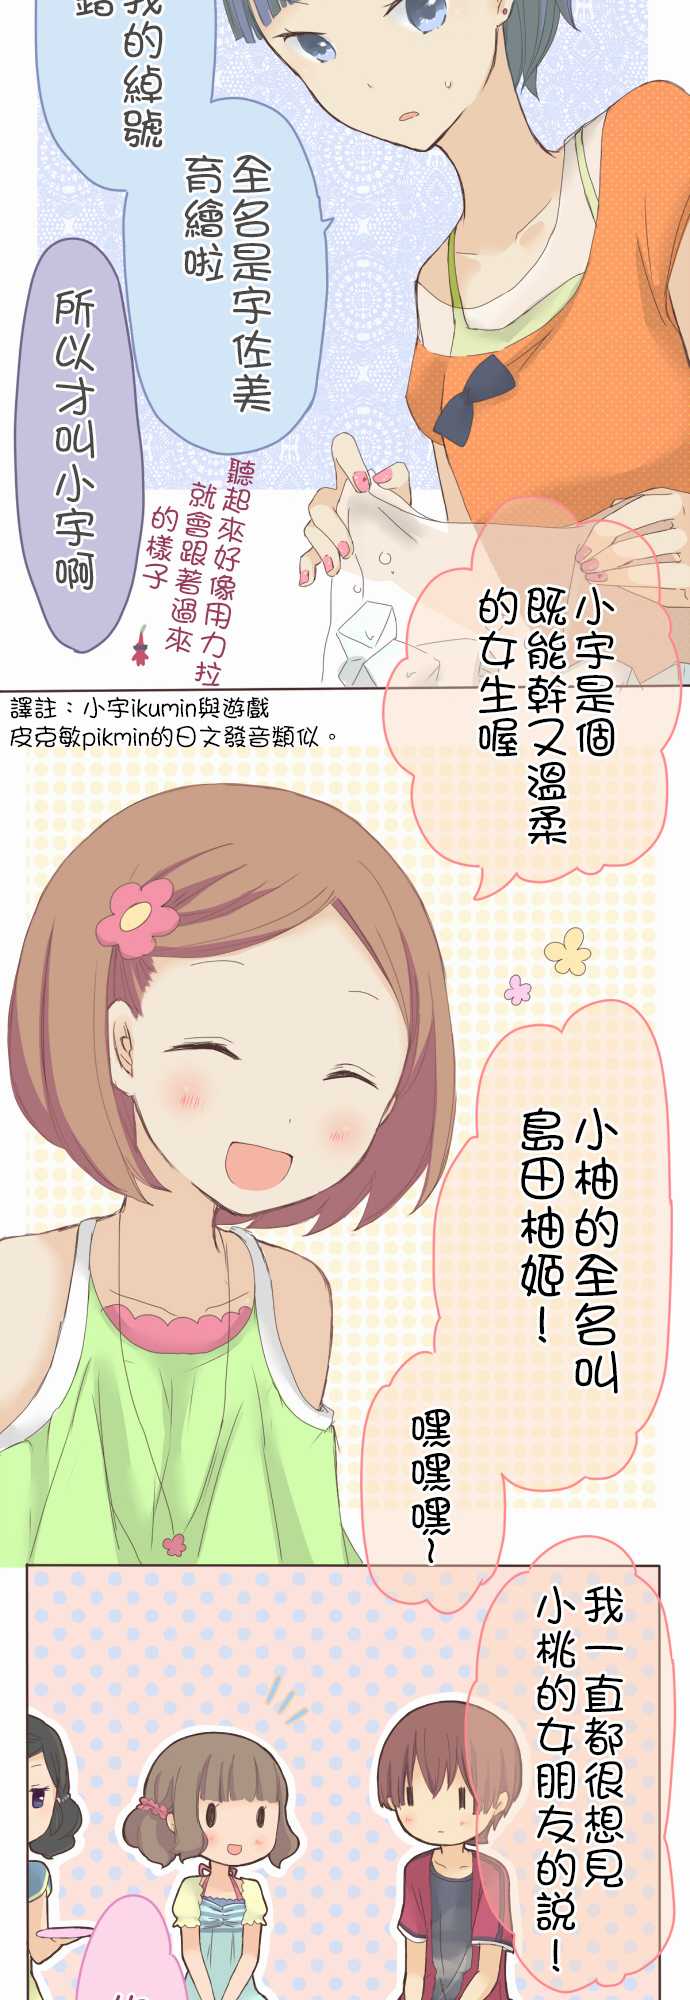 我的綽號
全名是宇佐美
育繪啦
所以才叫小宇啊
聽起來好像用力拉
就會跟著過來
的樣子
譯註：小宇ikumin與遊戲
皮克敏pikmin的日文發音類似。
小宇是個
既能幹又溫柔
的女生喔
小柚的全名叫
島田柚姬！
嘿嘿嘿~
我一直都很想見
小桃的女朋友的說！